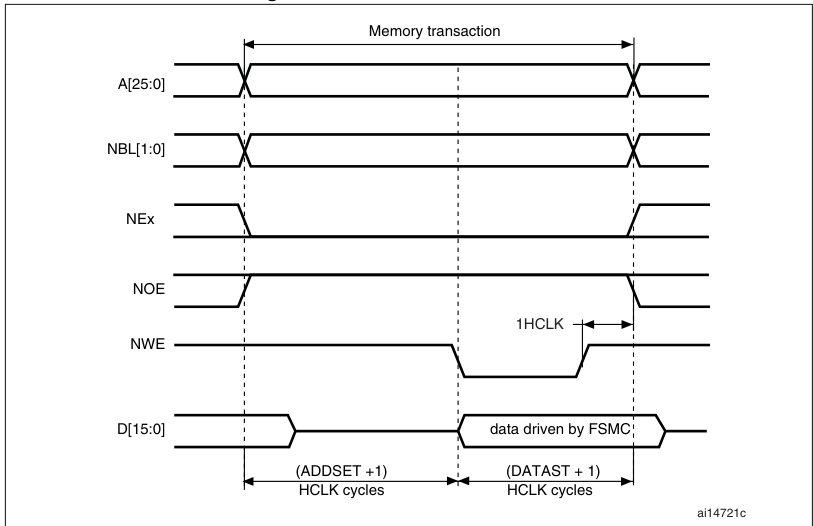 Memory transaction
A[25:0]
NBL[1:0]
NEx
NOE
1HCLK
NWE
D[15:0]
data driven by FSMC
(ADDSET +1)
HCLK cycles
(DATAST + 1)
HCLK cycles
ai14721c